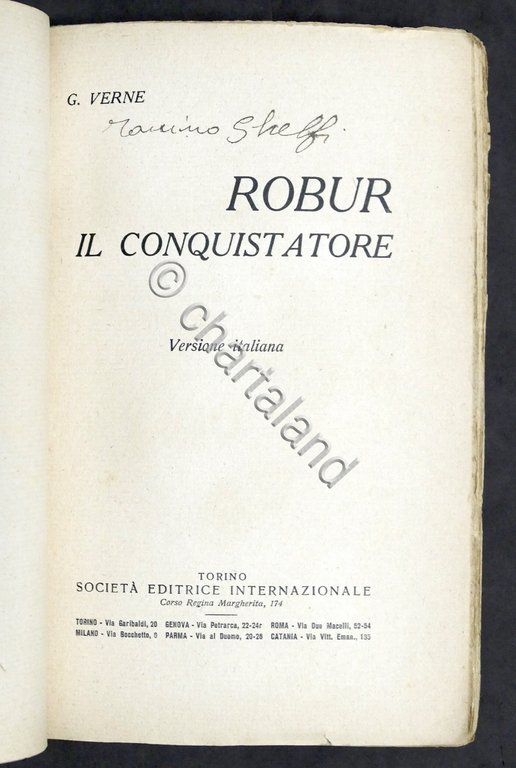 G. VERNE
Ghelfi
ROBUR
IL CONQUISTATORE
Versione italiana
© chartaland
TORINO
SOCIETÀ EDITRICE INTERNAZIONALE
Corso Regina Margherita, 174
TORINO - Via Garibaldi, 20 GENOVA - Via Petrarca, 22-24r ROMA - Via Due Macelli, 52-54
MILANO - Via Bocchetto, 8 PARMA - Via al Duomo, 20-26 CATANIA - Via Vitt. Eman., 135